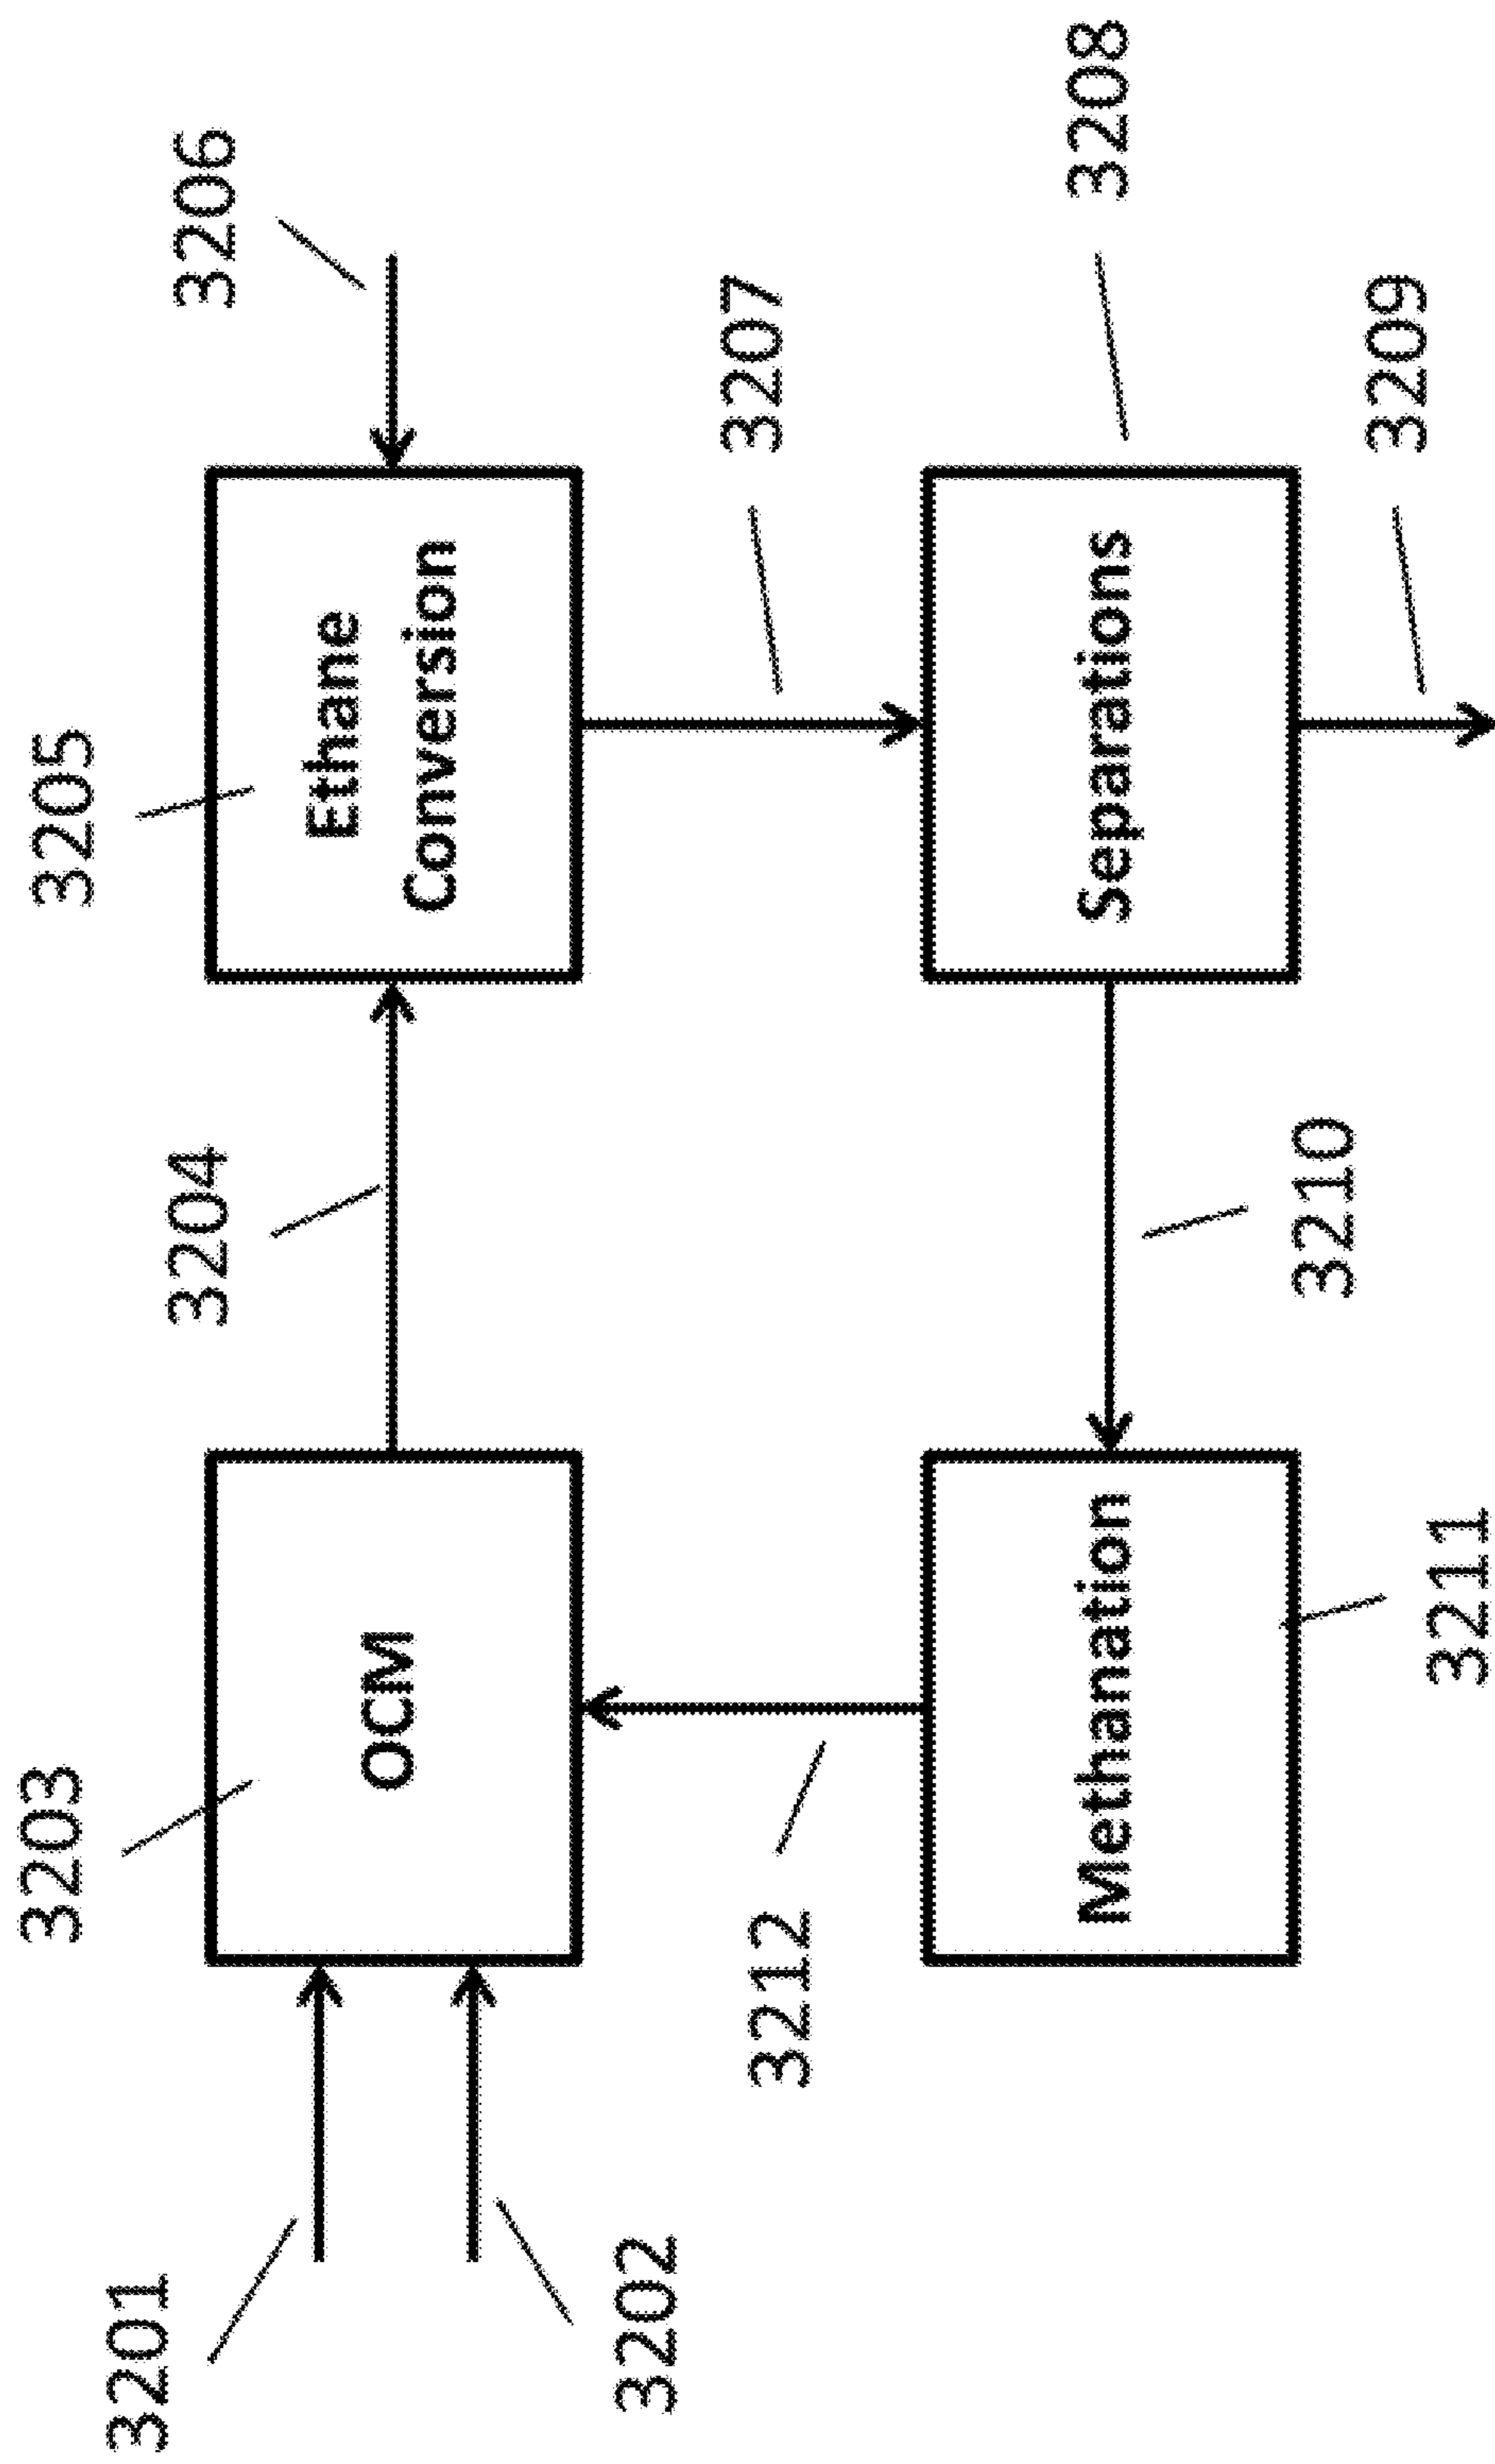 3201
3202
3203
OCM
3204
3205
Ethane
Conversion
3206
3207
Separations
3208
3209
3210
Methanation
3211
3212